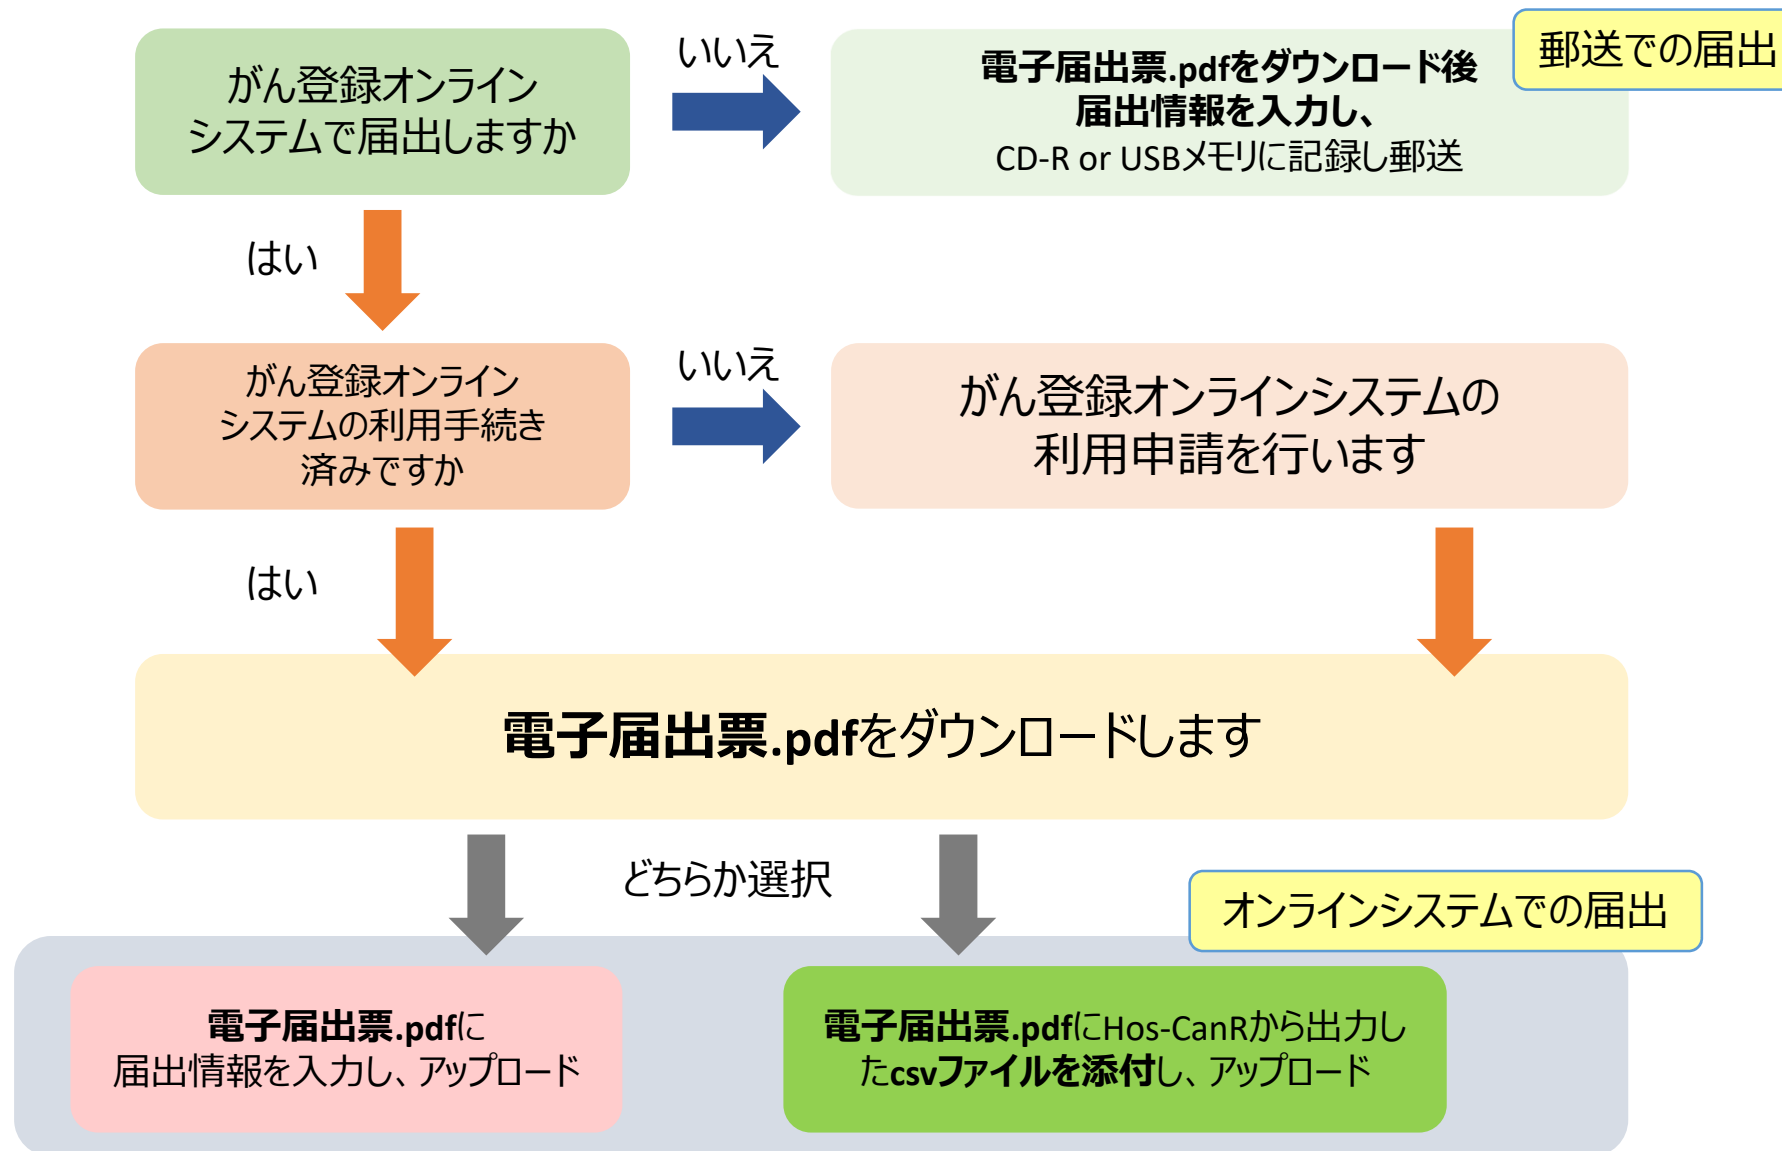 郵送での届出
がん登録オンライン
システムで届出しますか
いいえ
電子届出票.pdfをダウンロード後
届出情報を入力し、
CD-R or USBメモリに記録し郵送
はい
がん登録オンライン
システムの利用手続き
済みですか
いいえ
がん登録オンラインシステムの
利用申請を行います
はい
電子届出票.pdfをダウンロードします
どちらか選択
オンラインシステムでの届出
電子届出票.pdfに
届出情報を入力し、アップロード
電子届出票.pdfにHos-CanRから出力し
たcsvファイルを添付し、アップロード